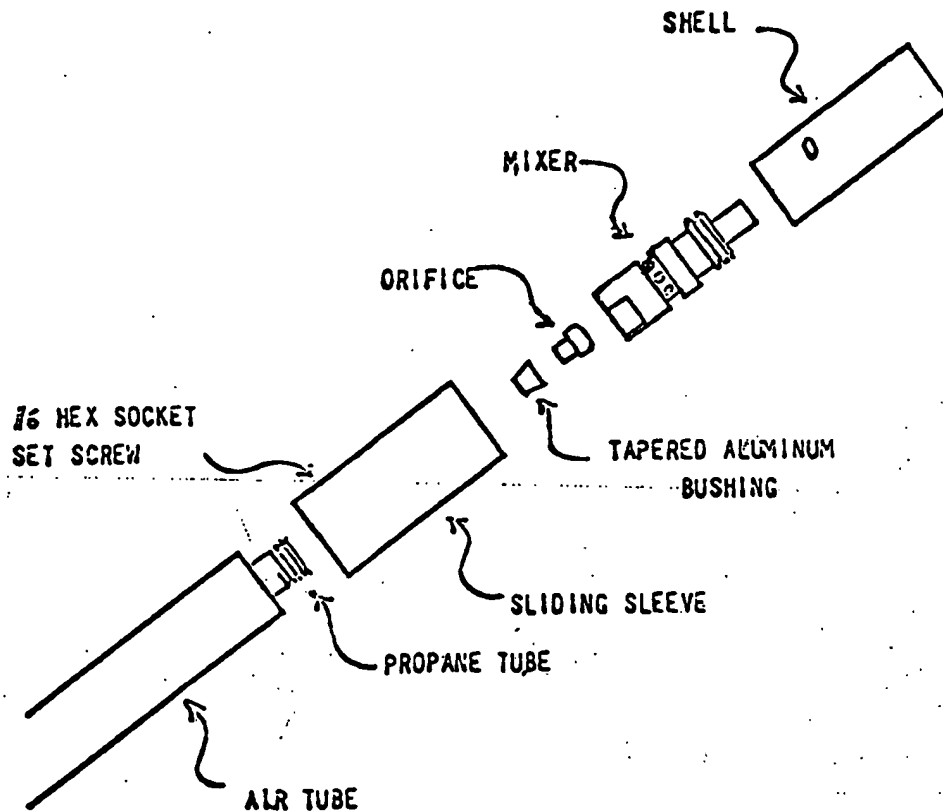 SHELL
MIXER
ORIFICE
#6 HEX SOCKET
SET SCREW
TAPERED ALUMINUM
BUSHING
SLIDING SLEEVE
PROPANE TUBE
AIR TUBE